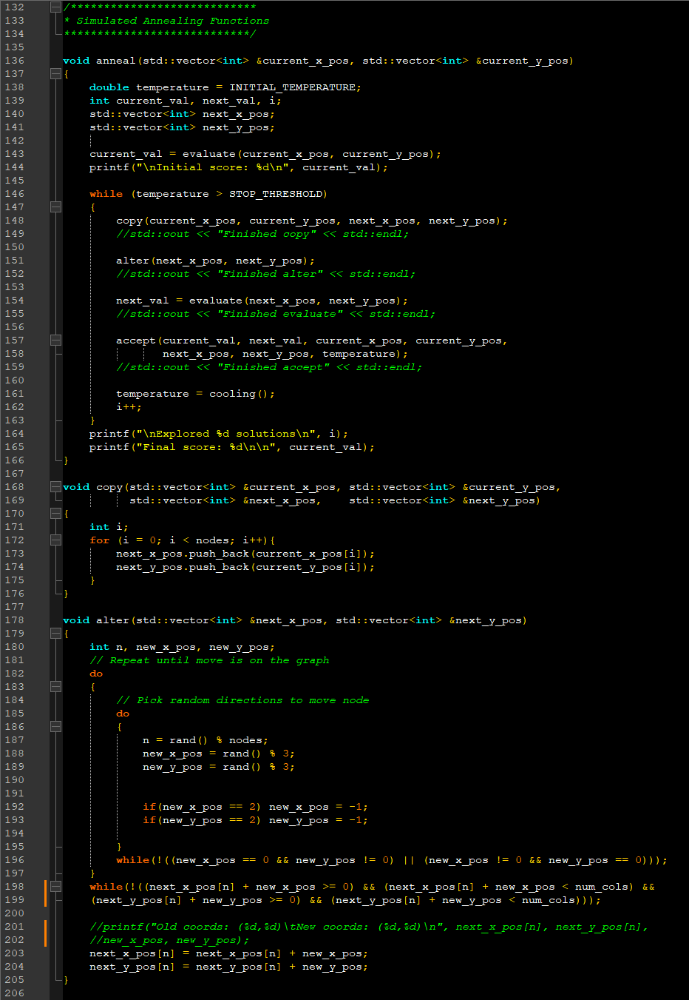 132 /****************************
133 * Simulated Annealing Functions
134 ****************************/
135
136 void anneal(std::vector<int> &current_x_pos, std::vector<int> &current_y_pos)
137 {
138     double temperature = INITIAL_TEMPERATURE;
139     int current_val, next_val, i;
140     std::vector<int> next_x_pos;
141     std::vector<int> next_y_pos;
142
143     current_val = evaluate(current_x_pos, current_y_pos);
144     printf("\nInitial score: %d\n", current_val);
145
146     while (temperature > STOP_THRESHOLD)
147     {
148         copy(current_x_pos, current_y_pos, next_x_pos, next_y_pos);
149         //std::cout << "Finished copy" << std::endl;
150
151         alter(next_x_pos, next_y_pos);
152         //std::cout << "Finished alter" << std::endl;
153
154         next_val = evaluate(next_x_pos, next_y_pos);
155         //std::cout << "Finished evaluate" << std::endl;
156
157         accept(current_val, next_val, current_x_pos, current_y_pos,
158                next_x_pos, next_y_pos, temperature);
159         //std::cout << "Finished accept" << std::endl;
160
161         temperature = cooling();
162         i++;
163     }
164     printf("\nExplored %d solutions\n", i);
165     printf("Final score: %d\n\n", current_val);
166 }
167
168 void copy(std::vector<int> &current_x_pos, std::vector<int> &current_y_pos,
169           std::vector<int> &next_x_pos,    std::vector<int> &next_y_pos)
170 {
171     int i;
172     for (i = 0; i < nodes; i++){
173         next_x_pos.push_back(current_x_pos[i]);
174         next_y_pos.push_back(current_y_pos[i]);
175     }
176 }
177
178 void alter(std::vector<int> &next_x_pos, std::vector<int> &next_y_pos)
179 {
180     int n, new_x_pos, new_y_pos;
181     // Repeat until move is on the graph
182     do
183     {
184         // Pick random directions to move node
185         do
186         {
187             n = rand() % nodes;
188             new_x_pos = rand() % 3;
189             new_y_pos = rand() % 3;
190
191
192             if(new_x_pos == 2) new_x_pos = -1;
193             if(new_y_pos == 2) new_y_pos = -1;
194
195         }
196         while(!((new_x_pos == 0 && new_y_pos != 0) || (new_x_pos != 0 && new_y_pos == 0)));
197     }
198     while(!((next_x_pos[n] + new_x_pos >= 0) && (next_x_pos[n] + new_x_pos < num_cols) &&
199     (next_y_pos[n] + new_y_pos >= 0) && (next_y_pos[n] + new_y_pos < num_cols)));
200
201     //printf("Old coords: (%d,%d)\tNew coords: (%d,%d)\n", next_x_pos[n], next_y_pos[n],
202     //new_x_pos, new_y_pos);
203     next_x_pos[n] = next_x_pos[n] + new_x_pos;
204     next_y_pos[n] = next_y_pos[n] + new_y_pos;
205 }
206